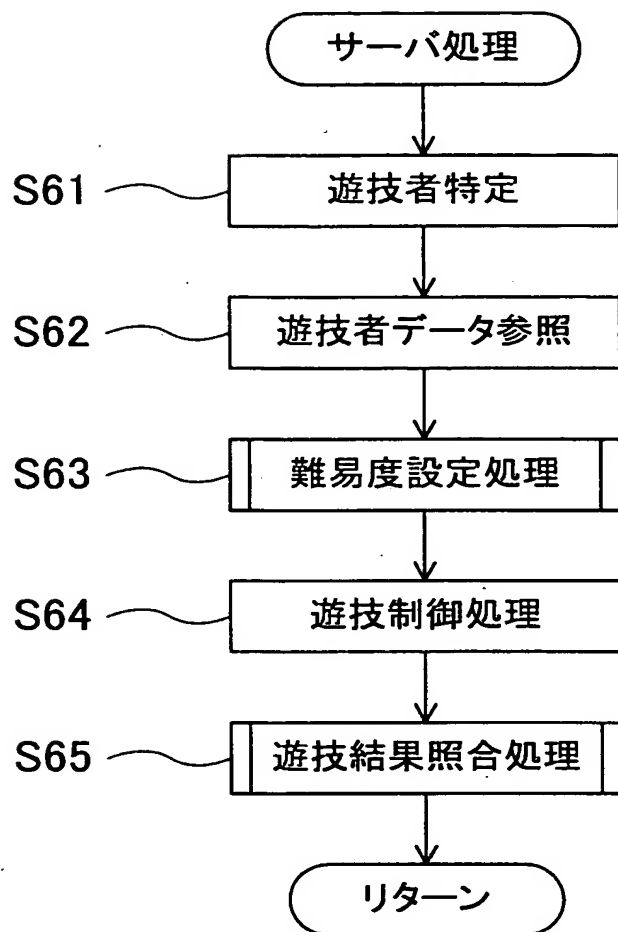 サーバ処理
S61 遊技者特定
S62 遊技者データ参照
S63 難易度設定処理
S64 遊技制御処理
S65 遊技結果照合処理
リターン